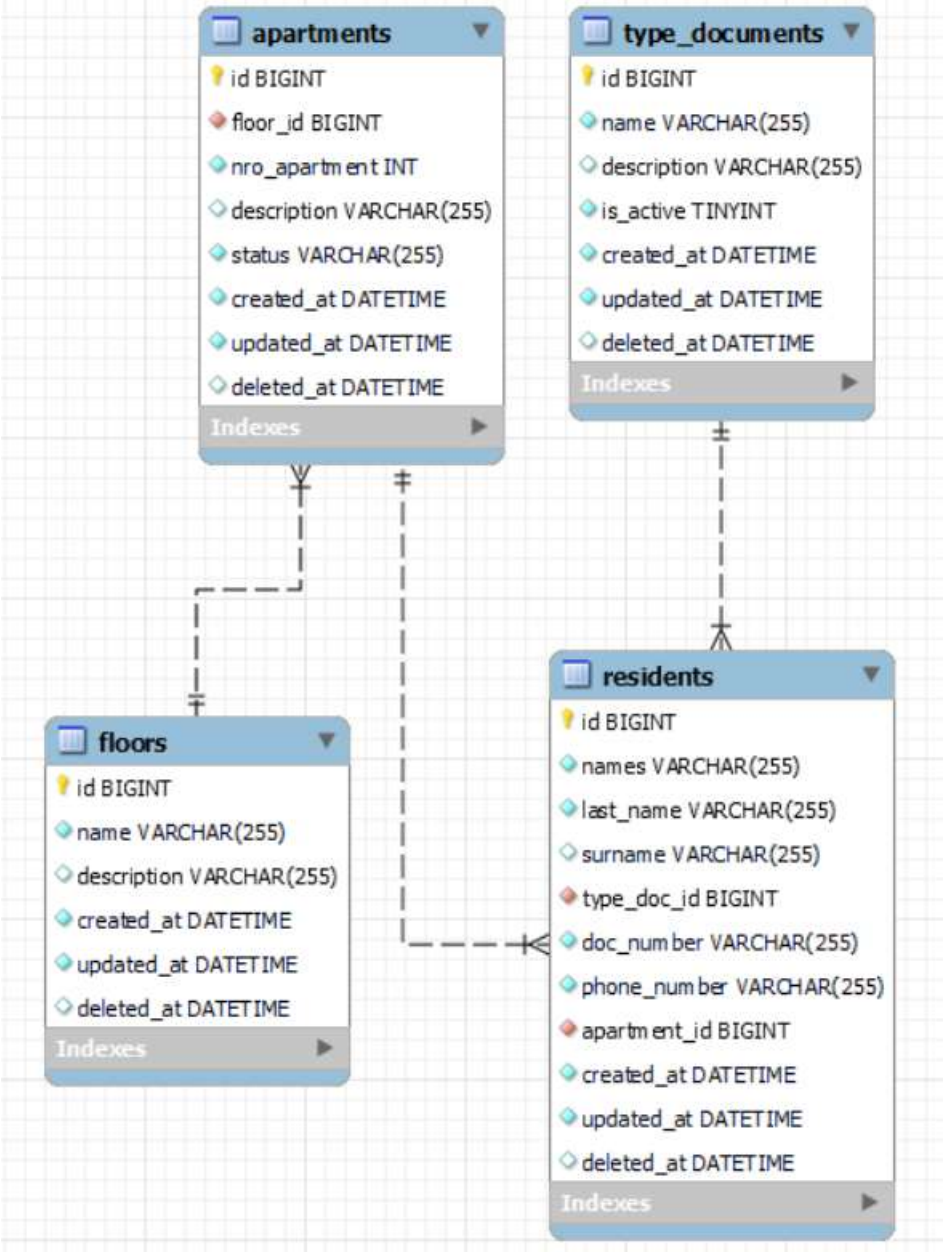 apartments
id BIGINT
floor_id BIGINT
nro_apartment INT
description VARCHAR(255)
status VARCHAR(255)
created_at DATETIME
updated_at DATETIME
deleted_at DATETIME
Indexes
type_documents
id BIGINT
name VARCHAR(255)
description VARCHAR(255)
is_active TINYINT
created_at DATETIME
updated_at DATETIME
deleted_at DATETIME
Indexes
floors
id BIGINT
name VARCHAR(255)
description VARCHAR(255)
created_at DATETIME
updated_at DATETIME
deleted_at DATETIME
Indexes
residents
id BIGINT
names VARCHAR(255)
last_name VARCHAR(255)
surname VARCHAR(255)
type_doc_id BIGINT
doc_number VARCHAR(255)
phone_number VARCHAR(255)
apartment_id BIGINT
created_at DATETIME
updated_at DATETIME
deleted_at DATETIME
Indexes